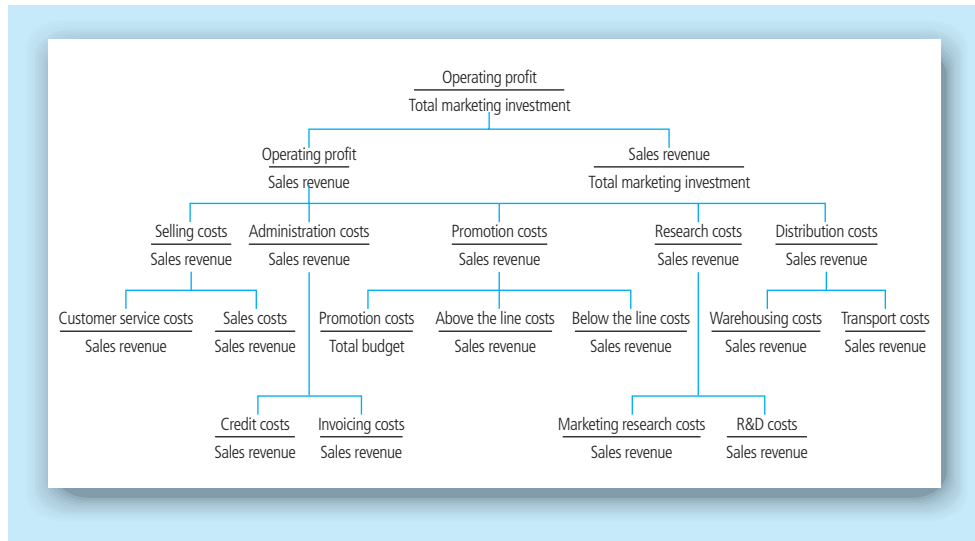 Operating profit
Total marketing investment
Operating profit
Sales revenue
Sales revenue
Total marketing investment
Selling costs
Sales revenue
Administration costs
Sales revenue
Promotion costs
Sales revenue
Research costs
Sales revenue
Distribution costs
Sales revenue
Customer service costs
Sales revenue
Sales costs
Sales revenue
Promotion costs
Total budget
Above the line costs
Sales revenue
Below the line costs
Sales revenue
Warehousing costs
Sales revenue
Transport costs
Sales revenue
Credit costs
Sales revenue
Invoicing costs
Sales revenue
Marketing research costs
Sales revenue
R&D costs
Sales revenue